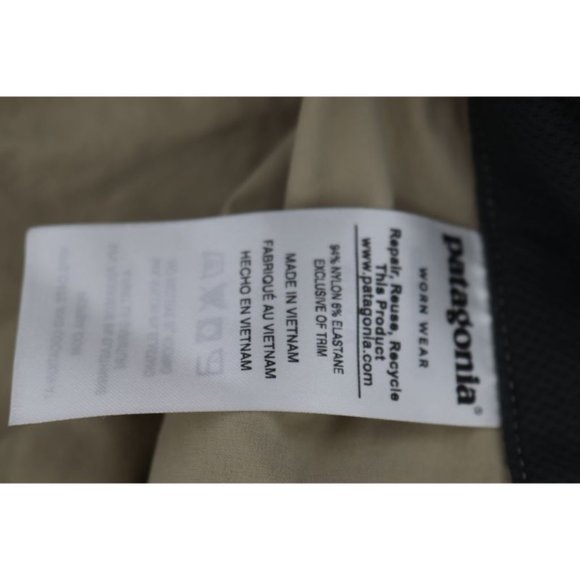 patagonia®
WORN WEAR
Repair, Reuse, Recycle
This Product
www.patagonia.com
94% NYLON 6% ELASTANE
EXCLUSIVE OF TRIM
MADE IN VIETNAM
FABRIQUÉ AU VIETNAM
HECHO EN VIETNAM